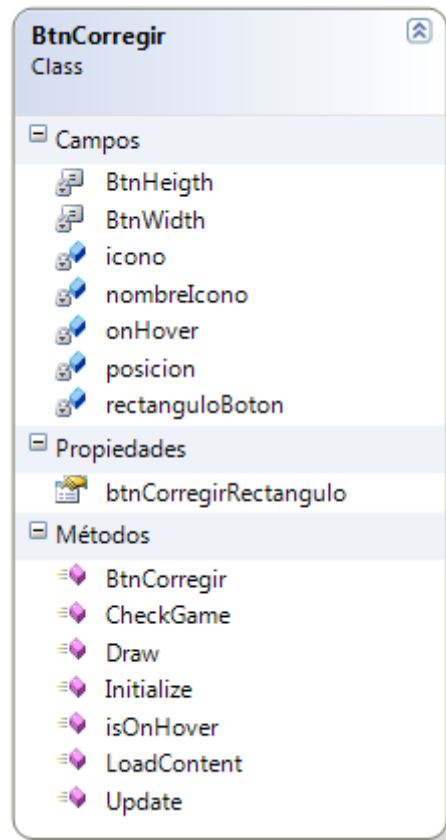 BtnCorregir
Class
Campos
BtnHeigth
BtnWidth
icono
nombreIcono
onHover
posicion
rectanguloBoton
Propiedades
btnCorregirRectangulo
Métodos
BtnCorregir
CheckGame
Draw
Initialize
isOnHover
LoadContent
Update